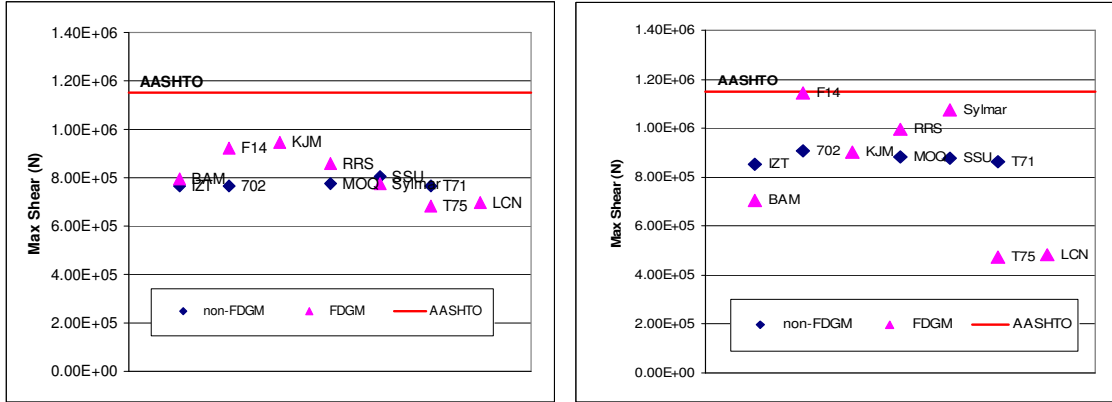 1.40E+06
1.20E+06
1.00E+06
8.00E+05
6.00E+05
4.00E+05
2.00E+05
0.00E+00
Max Shear (N)
AASHTO
F14
KJM
BAM
IZT
702
RRS
MOQ
SSU
Sylmar
T71
T75
LCN
non-FDGM FDGM AASHTO
1.40E+06
1.20E+06
1.00E+06
8.00E+05
6.00E+05
4.00E+05
2.00E+05
0.00E+00
Max Shear (N)
AASHTO
F14
Sylmar
RRS
702
KJM
MOQ
SSU
T71
IZT
BAM
T75
LCN
non-FDGM FDGM AASHTO